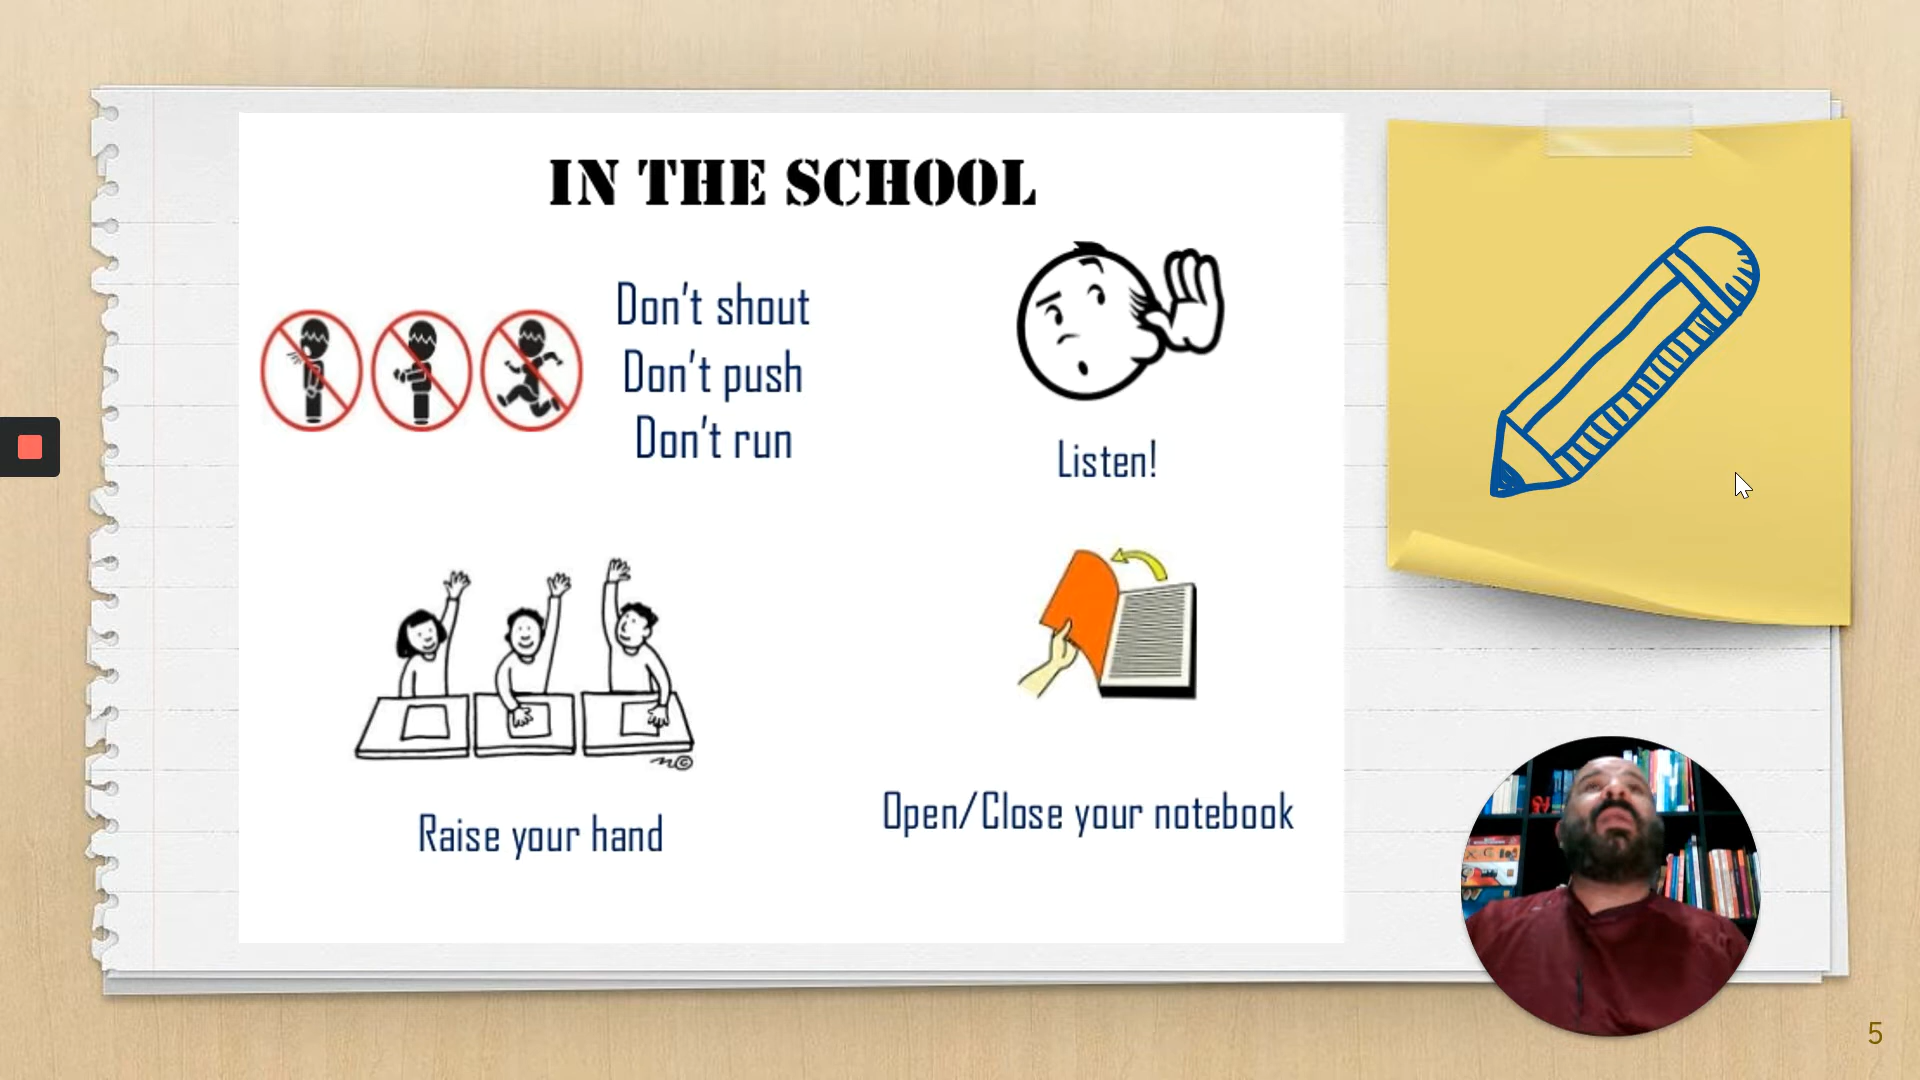 IN THE SCHOOL
Don't shout
Don't push
Don't run
Listen!
Raise your hand
Open/Close your notebook
5